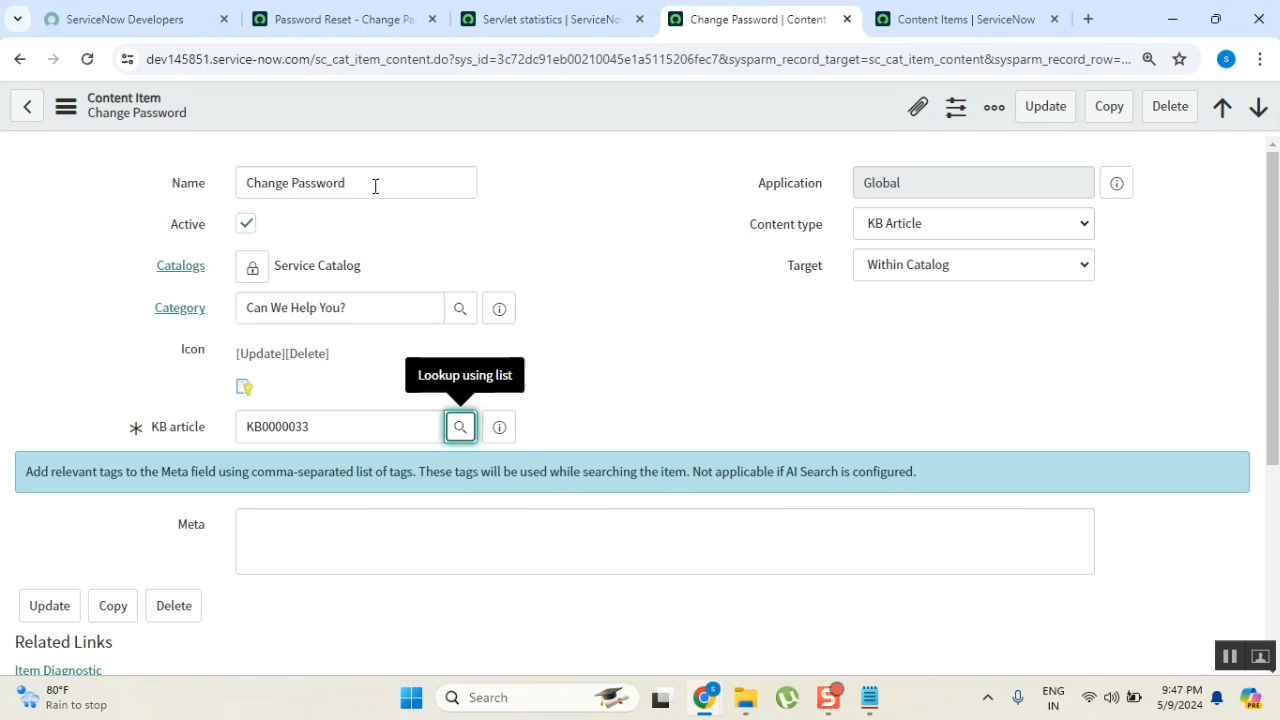 ServiceNow Developers
Password Reset - Change Pa
Servlet statistics | ServiceNo
Change Password | Content
Content Items | ServiceNow
dev145851.service-now.com/sc_cat_item_content.do?sys_id=3c72dc91eb00210045e1a5115206fec7&sysparm_record_target=sc_cat_item_content&sysparm_record_row=...
S
Content Item
Change Password
Update
Copy
Delete
Name
Change Password
Application
Global
Active
Content type
KB Article
Catalogs
Service Catalog
Target
Within Catalog
Category
Can We Help You?
Icon
[Update][Delete]
Lookup using list
KB article
KB0000033
Add relevant tags to the Meta field using comma-separated list of tags. These tags will be used while searching the item. Not applicable if AI Search is configured.
Meta
Update
Copy
Delete
Related Links
Item Diagnostic
80°F
Rain to stop
Search
S
S
ENG
IN
9:47 PM
5/9/2024
PRE